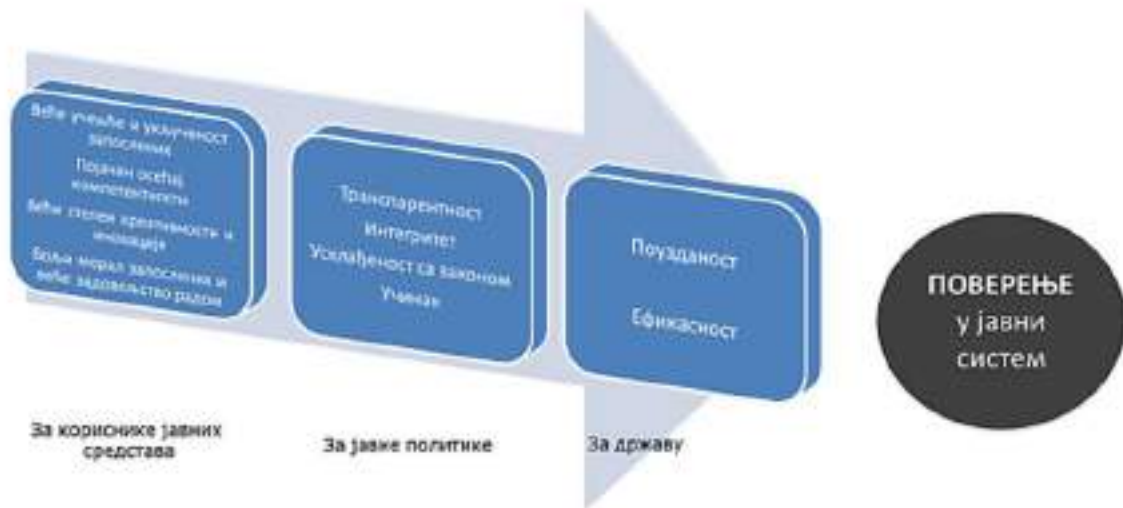 Веће учешће и укљученост
запослених
Појачан осећај
компетентности
Већи степен креативности и
иновације
Бољи морал запослених и
веће задовољство радом
Транспарентност
Интегритет
Усклађеност са законом
Учинак
Поузданост
Ефикасност
ПОВЕРЕЊЕ
у јавни
систем
За кориснике јавних
средстава
За јавне политике
За државу